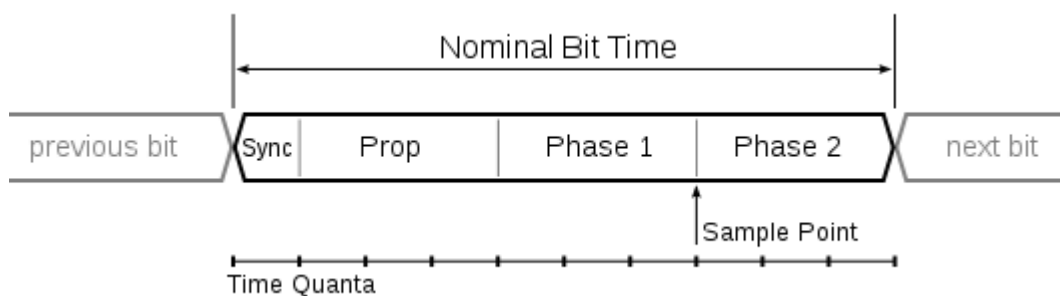 Nominal Bit Time
previous bit Sync Prop Phase 1 Phase 2 next bit
Sample Point
Time Quanta